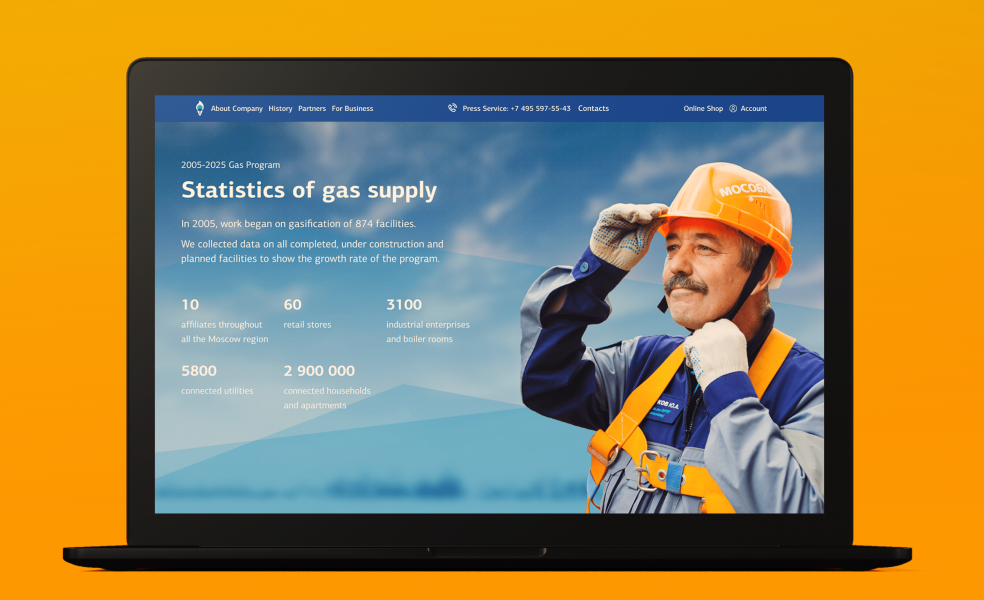 About Company History Partners For Business
Press Service: +7 495 597-55-43 Contacts
Online Shop Account
2005-2025 Gas Program
Statistics of gas supply
In 2005, work began on gasification of 874 facilities.
We collected data on all completed, under construction and
planned facilities to show the growth rate of the program.
10
affiliates throughout
all the Moscow region
60
retail stores
3100
industrial enterprises
and boiler rooms
5800
connected utilities
2 900 000
connected households
and apartments